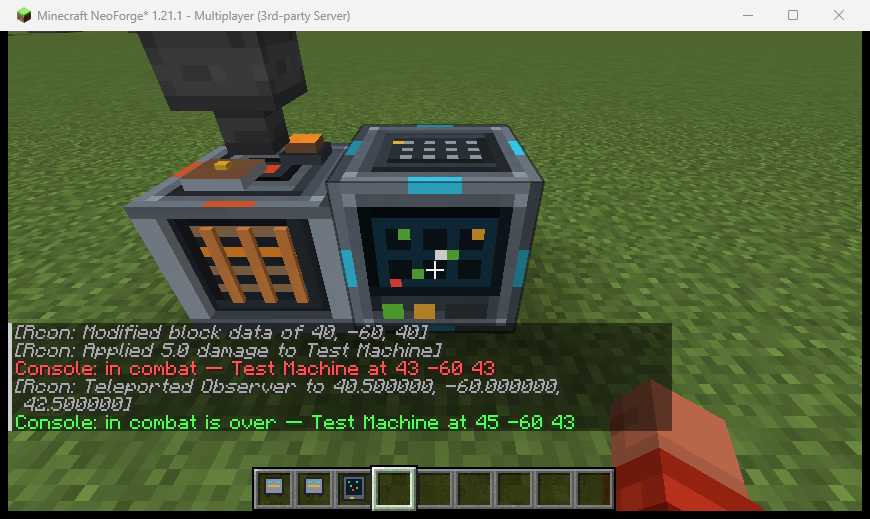 Minecraft NeoForge* 1.21.1 - Multiplayer (3rd-party Server)
[Rcon: Modified block data of 40, -60, 40]
[Rcon: Applied 5.0 damage to Test Machine]
Console: in combat — Test Machine at 43 -60 43
[Rcon: Teleported Observer to 40.500000, -60.000000,
42.500000]
Console: in combat is over — Test Machine at 45 -60 43